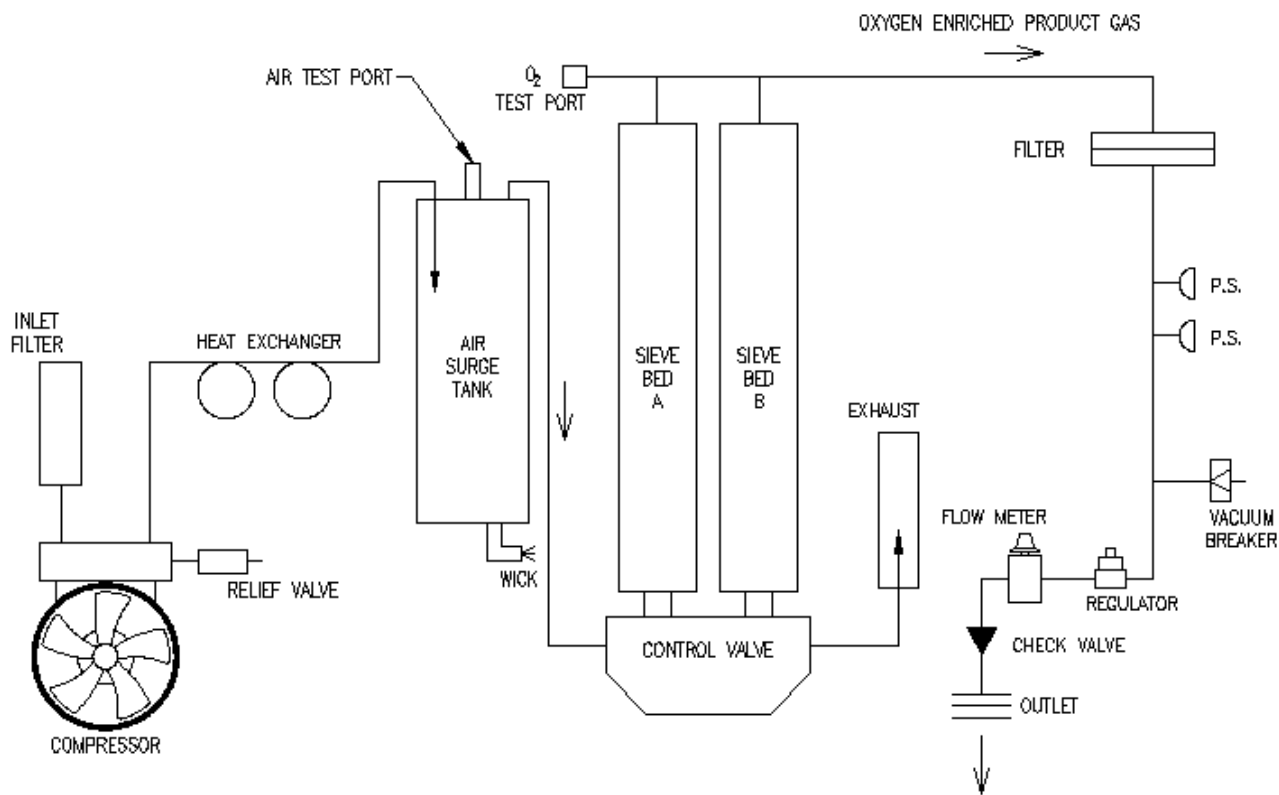 OXYGEN ENRICHED PRODUCT GAS
AIR TEST PORT
O₂
TEST PORT
FILTER
P.S.
P.S.
INLET
FILTER
HEAT EXCHANGER
AIR
SURGE
TANK
SIEVE
BED
A
SIEVE
BED
B
EXHAUST
FLOW METER
VACUUM
BREAKER
WICK
RELIEF VALVE
REGULATOR
CONTROL VALVE
CHECK VALVE
OUTLET
COMPRESSOR